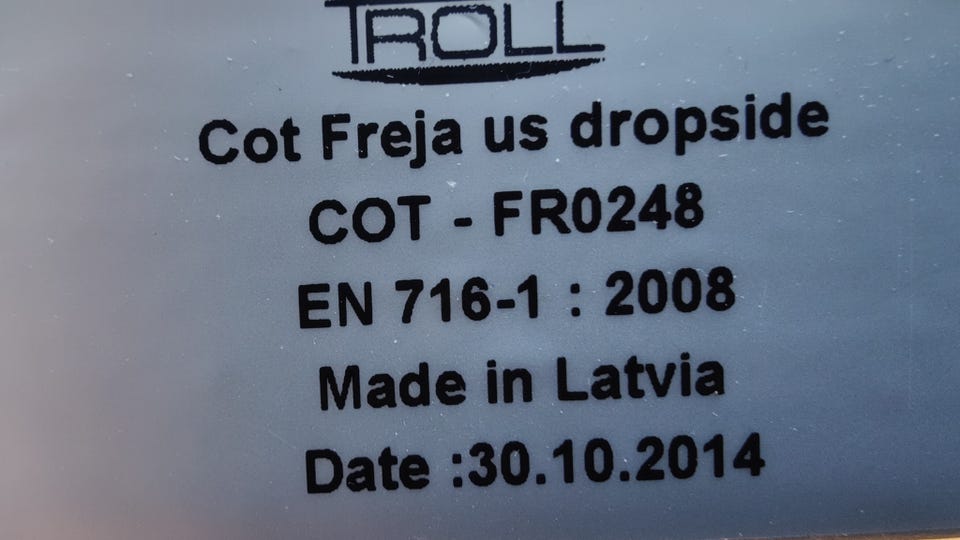 TROLL
Cot Freja us dropside
COT - FR0248
EN 716-1 : 2008
Made in Latvia
Date :30.10.2014